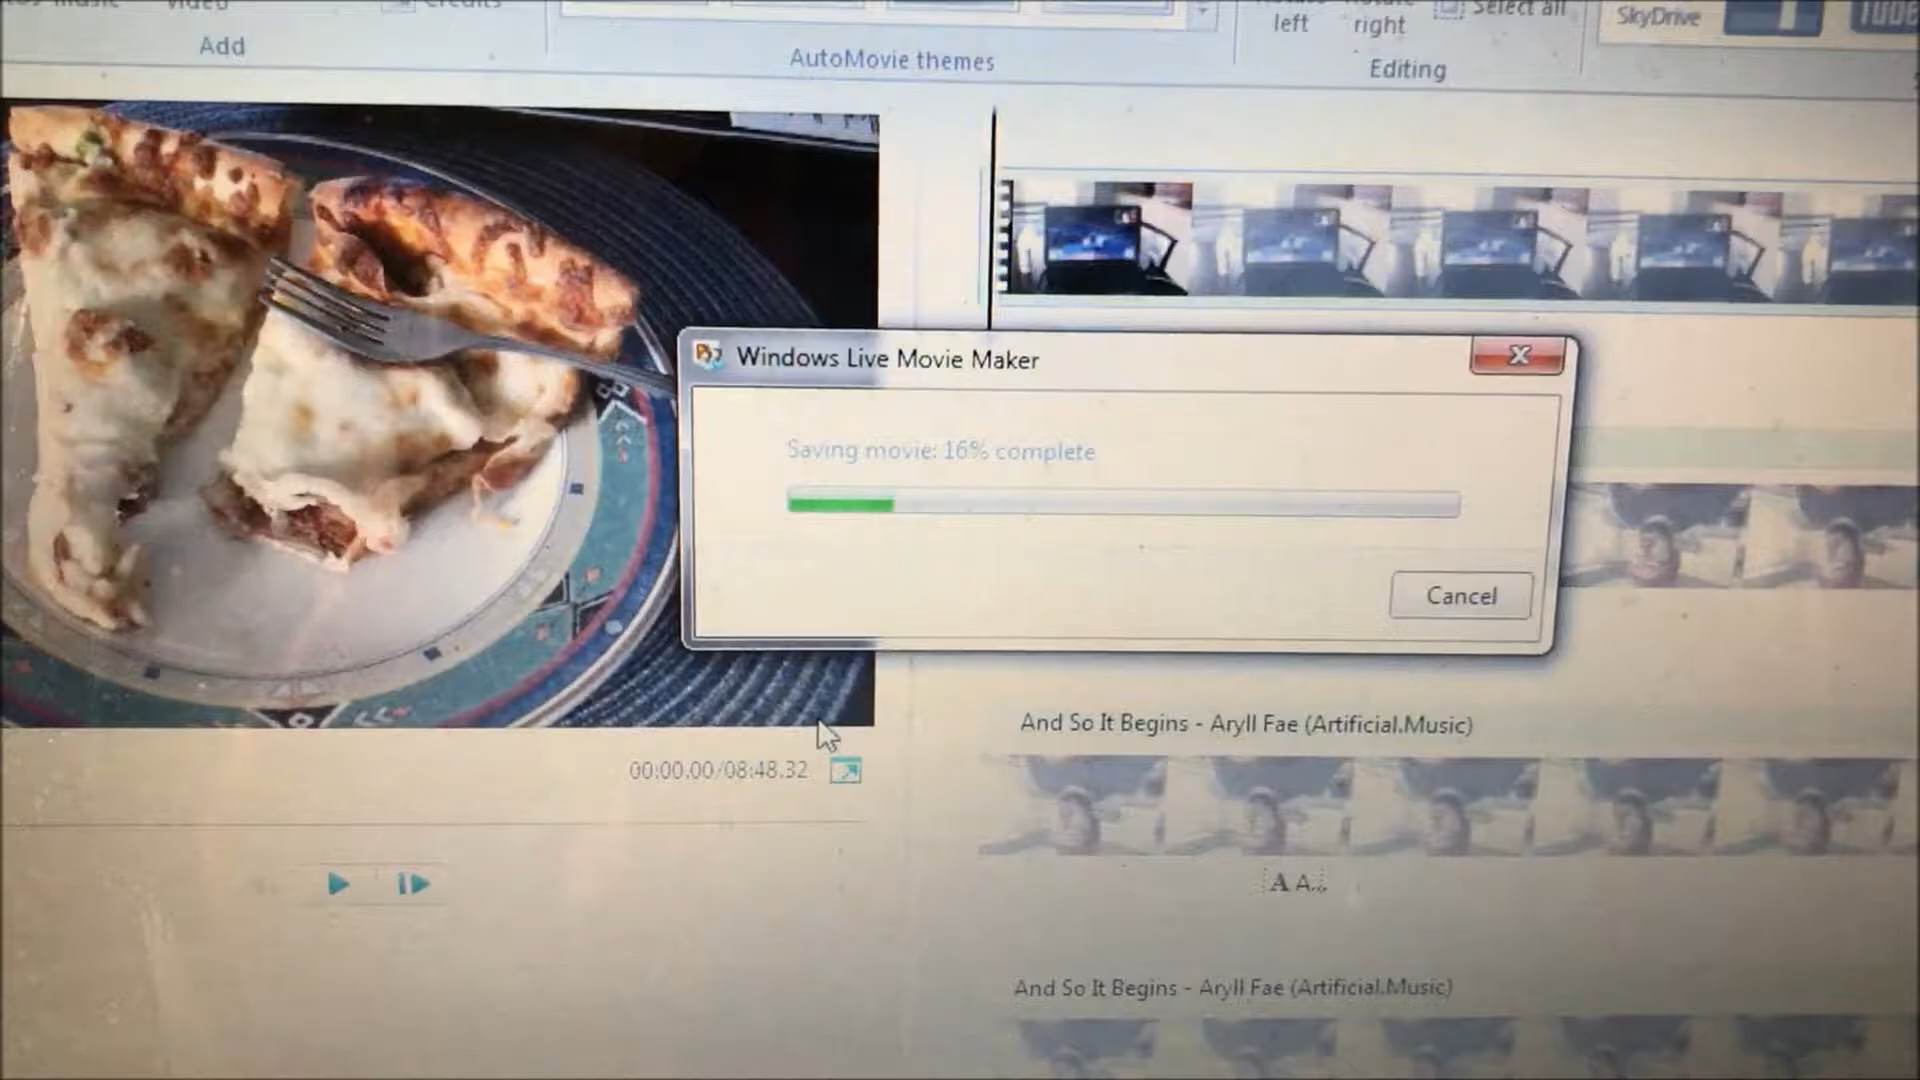 Credits
Add
AutoMovie themes
left
right
Select all
Editing
SkyDrive
Windows Live Movie Maker
Saving movie: 16% complete
Cancel
00:00.00/08:48.32
And So It Begins - Aryll Fae (Artificial.Music)
A A...
And So It Begins - Aryll Fae (Artificial.Music)